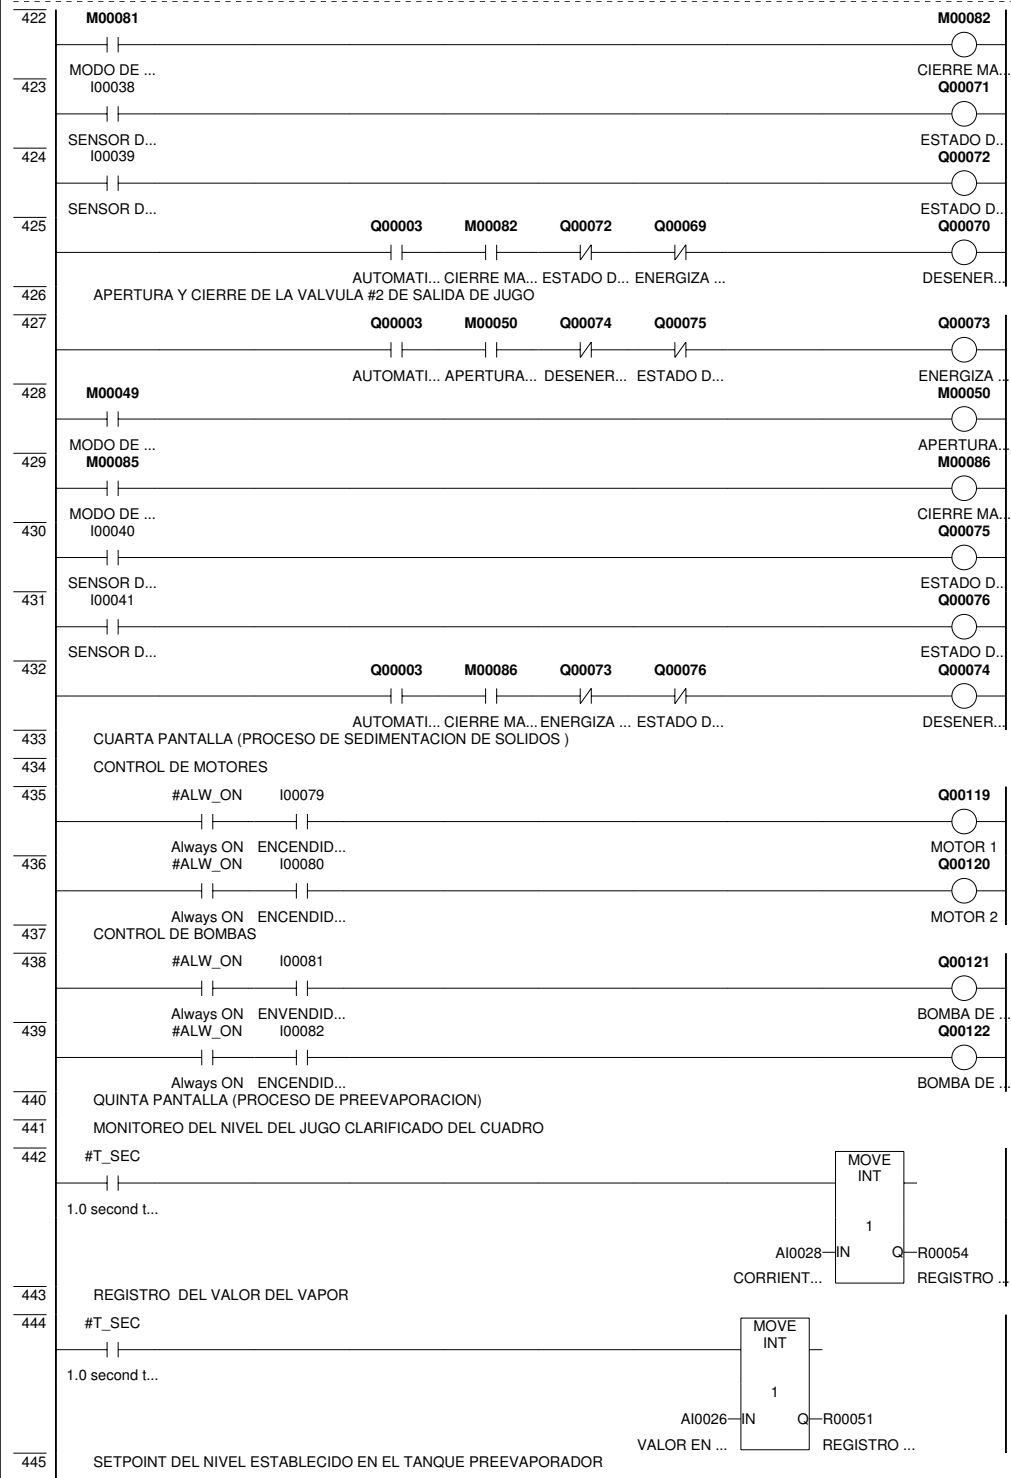 422 M00081 M00082
MODO DE ... CIERRE MA...
423 I00038 Q00071
SENSOR D... ESTADO D...
424 I00039 Q00072
SENSOR D... ESTADO D...
425 Q00003 M00082 Q00072 Q00069 Q00070
AUTOMATI... CIERRE MA... ESTADO D... ENERGIZA ... DESENER...
426 APERTURA Y CIERRE DE LA VALVULA #2 DE SALIDA DE JUGO
427 Q00003 M00050 Q00074 Q00075 Q00073
AUTOMATI... APERTURA... DESENER... ESTADO D... ENERGIZA ...
428 M00049 M00050
MODO DE ... APERTURA...
429 M00085 M00086
MODO DE ... CIERRE MA...
430 I00040 Q00075
SENSOR D... ESTADO D...
431 I00041 Q00076
SENSOR D... ESTADO D...
432 Q00003 M00086 Q00073 Q00076 Q00074
AUTOMATI... CIERRE MA... ENERGIZA ... ESTADO D... DESENER...
433 CUARTA PANTALLA (PROCESO DE SEDIMENTACION DE SOLIDOS )
434 CONTROL DE MOTORES
435 #ALW_ON I00079 Q00119
Always ON ENCENDID... MOTOR 1
436 #ALW_ON I00080 Q00120
Always ON ENCENDID... MOTOR 2
437 CONTROL DE BOMBAS
438 #ALW_ON I00081 Q00121
Always ON ENVENDID... BOMBA DE ...
439 #ALW_ON I00082 Q00122
Always ON ENCENDID... BOMBA DE ...
440 QUINTA PANTALLA (PROCESO DE PREEVAPORACION)
441 MONITOREO DEL NIVEL DEL JUGO CLARIFICADO DEL CUADRO
442 #T_SEC MOVE
INT
1.0 second t...
1
AI0028 IN Q R00054
CORRIENT... REGISTRO ...
443 REGISTRO DEL VALOR DEL VAPOR
444 #T_SEC MOVE
INT
1.0 second t...
1
AI0026 IN Q R00051
VALOR EN ... REGISTRO ...
445 SETPOINT DEL NIVEL ESTABLECIDO EN EL TANQUE PREEVAPORADOR